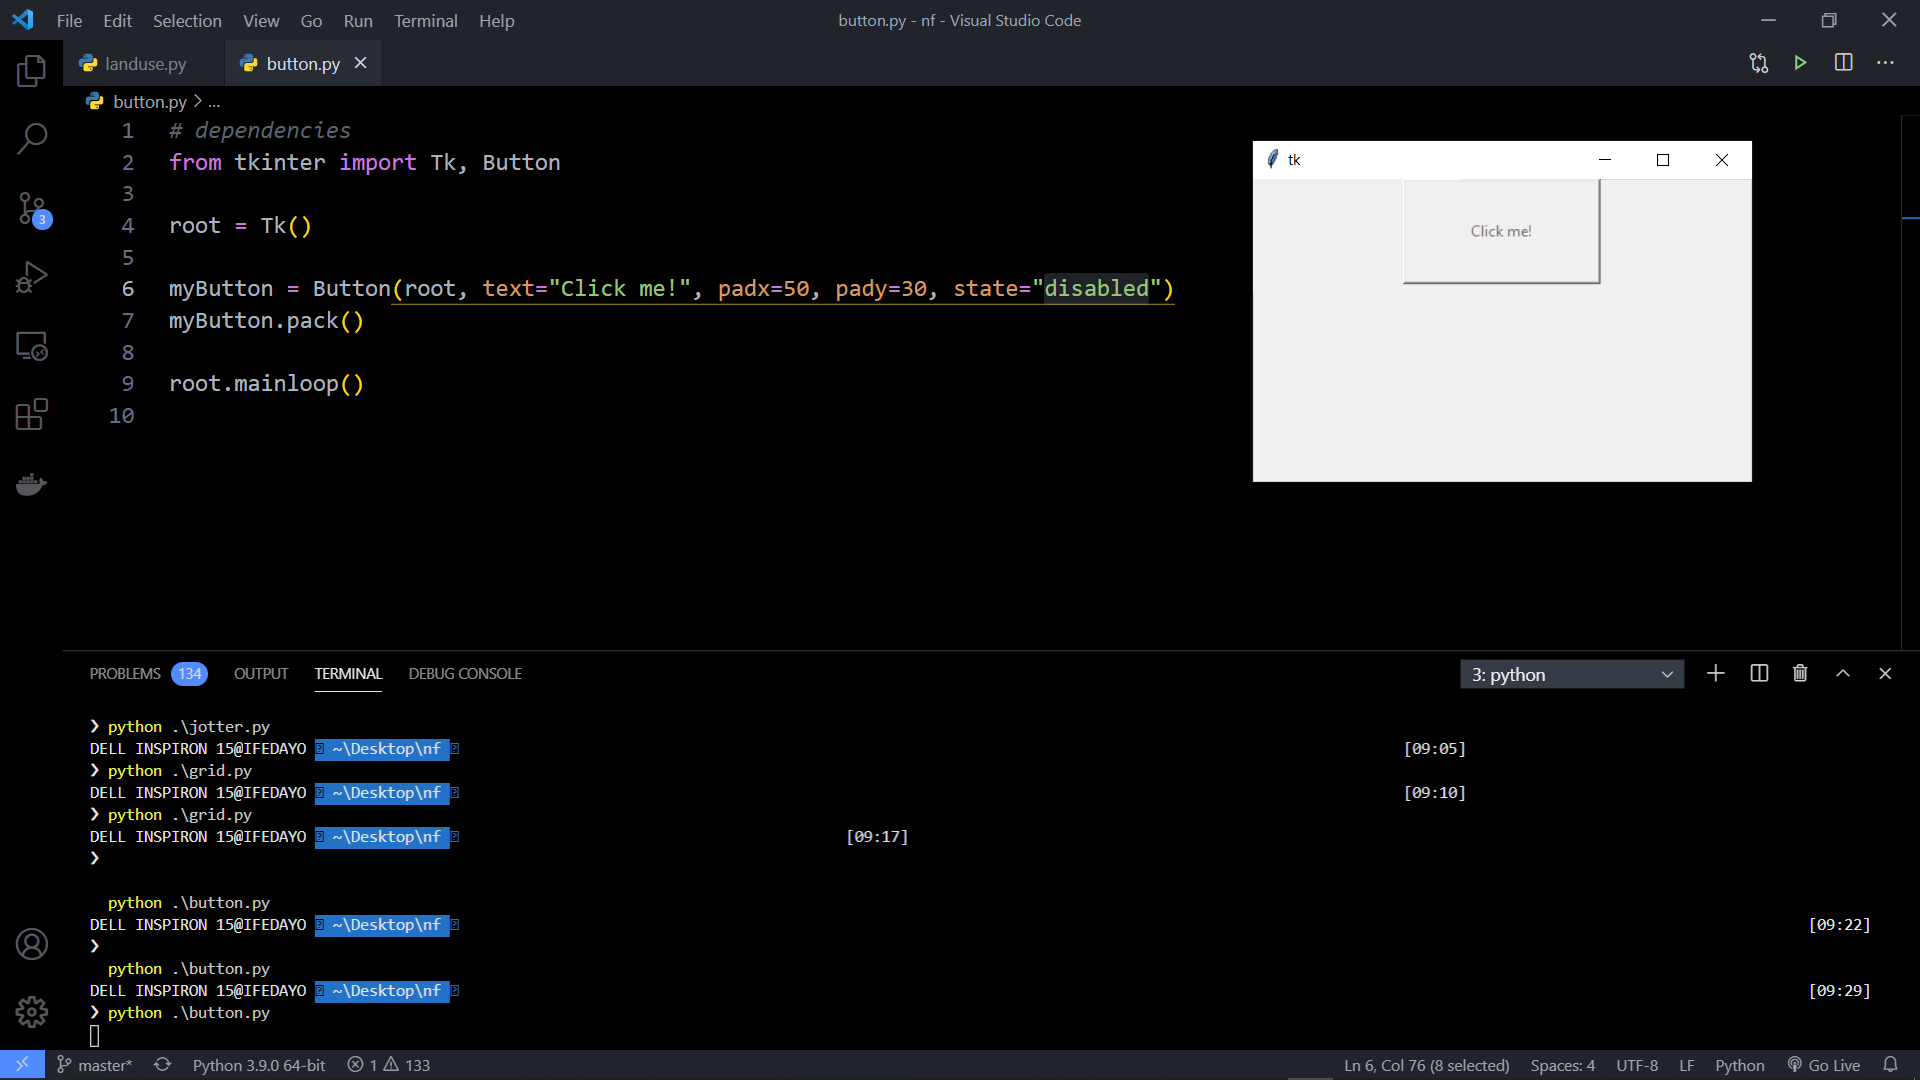 File Edit Selection View Go Run Terminal Help
button.py - nf - Visual Studio Code
landuse.py
button.py
button.py > ...
1 # dependencies
2 from tkinter import Tk, Button
3
4 root = Tk()
5
6 myButton = Button(root, text="Click me!", padx=50, pady=30, state="disabled")
7 myButton.pack()
8
9 root.mainloop()
10
3
tk
Click me!
PROBLEMS 134 OUTPUT TERMINAL DEBUG CONSOLE
3: python
❯ python .\jotter.py
DELL INSPIRON 15@IFEDAYO ~\Desktop\nf [09:05]
❯ python .\grid.py
DELL INSPIRON 15@IFEDAYO ~\Desktop\nf [09:10]
❯ python .\grid.py
DELL INSPIRON 15@IFEDAYO ~\Desktop\nf [09:17]
❯
python .\button.py
DELL INSPIRON 15@IFEDAYO ~\Desktop\nf [09:22]
❯
python .\button.py
DELL INSPIRON 15@IFEDAYO ~\Desktop\nf [09:29]
❯ python .\button.py
master* Python 3.9.0 64-bit 1 133 Ln 6, Col 76 (8 selected) Spaces: 4 UTF-8 LF Python Go Live